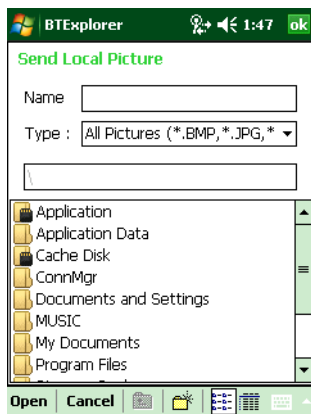 BTExplorer 1:47 ok
Send Local Picture
Name
Type : All Pictures (*.BMP,*.JPG,*
\
Application
Application Data
Cache Disk
ConnMgr
Documents and Settings
MUSIC
My Documents
Program Files
Open Cancel